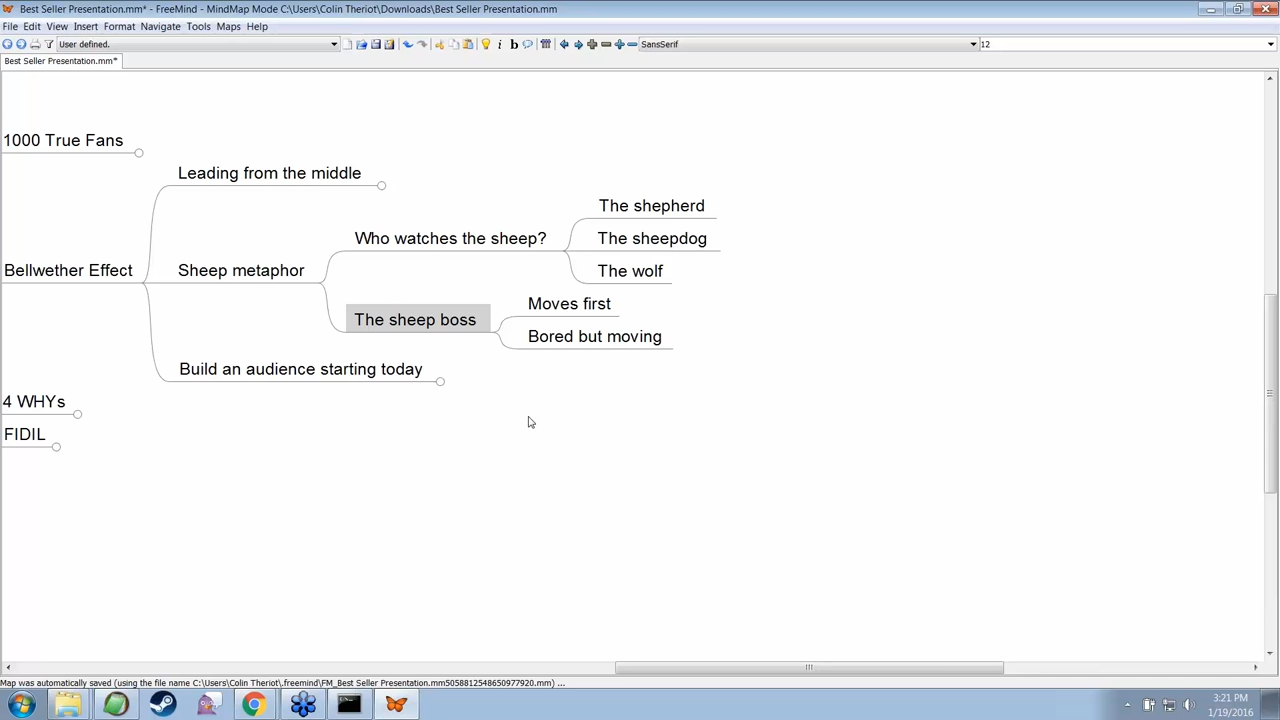 Best Seller Presentation.mm* - FreeMind - MindMap Mode C:\Users\Colin Theriot\Downloads\Best Seller Presentation.mm
File Edit View Insert Format Navigate Tools Maps Help
User defined. SansSerif 12
Best Seller Presentation.mm*
1000 True Fans
Leading from the middle
The shepherd
Who watches the sheep? The sheepdog
Bellwether Effect Sheep metaphor The wolf
Moves first
The sheep boss
Bored but moving
Build an audience starting today
4 WHYs
FIDIL
Map was automatically saved (using the file name C:\Users\Colin Theriot\.freemind\FM_Best Seller Presentation.mm5058812548650977920.mm) ...
3:21 PM
1/19/2016